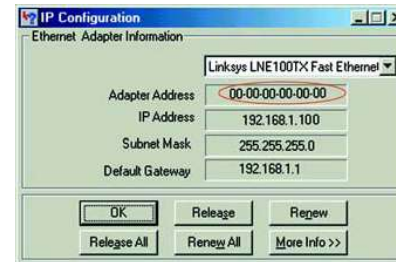 IP Configuration
Ethernet Adapter Information
Linksys LNE100TX Fast Ethernet
Adapter Address 00-00-00-00-00-00
IP Address 192.168.1.100
Subnet Mask 255.255.255.0
Default Gateway 192.168.1.1
OK Release Renew
Release All Renew All More Info >>